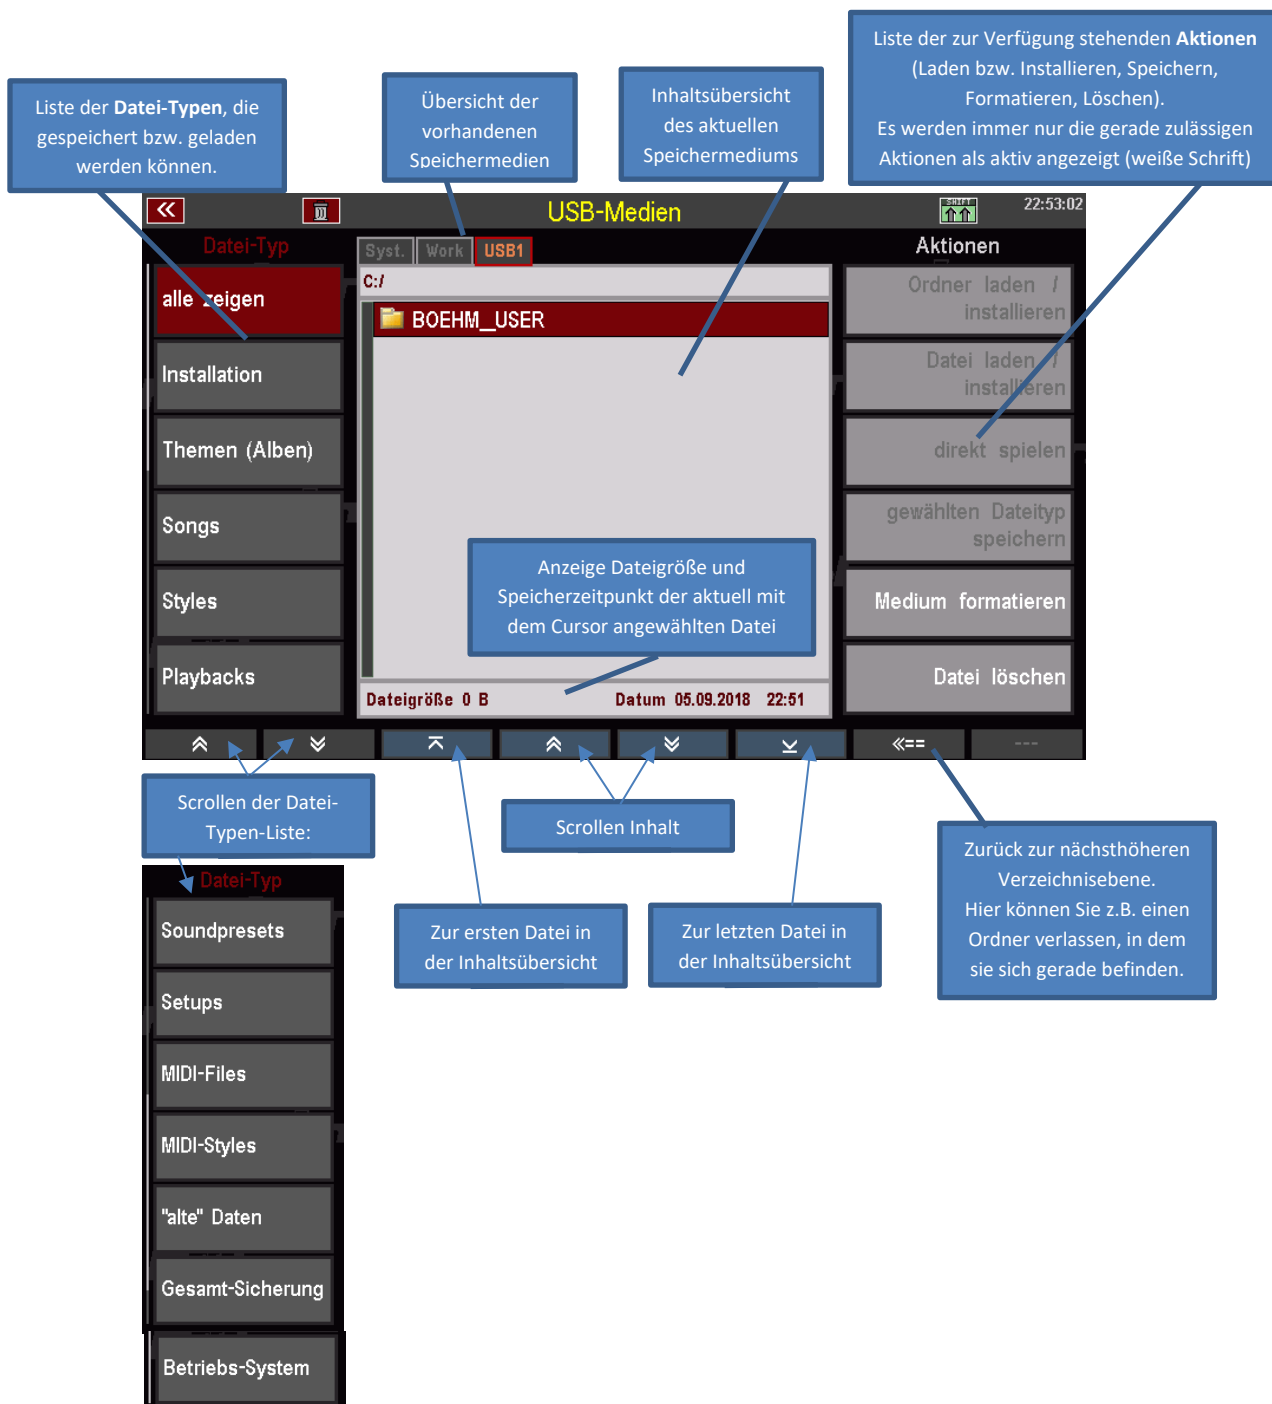 Liste der zur Verfügung stehenden Aktionen
(Laden bzw. Installieren, Speichern,
Formatieren, Löschen).
Es werden immer nur die gerade zulässigen
Aktionen als aktiv angezeigt (weiße Schrift)
Liste der Datei-Typen, die
gespeichert bzw. geladen
werden können.
Übersicht der
vorhandenen
Speichermedien
Inhaltsübersicht
des aktuellen
Speichermediums
USB-Medien
SHIFT
22:53:02
Datei-Typ
Syst.
Work
USB1
Aktionen
C:/
alle zeigen
Installation
Themen (Alben)
Songs
Styles
Playbacks
BOEHM_USER
Ordner laden /
installieren
Datei laden /
installieren
direkt spielen
gewählten Dateityp
speichern
Medium formatieren
Datei löschen
Anzeige Dateigröße und
Speicherzeitpunkt der aktuell mit
dem Cursor angewählten Datei
Dateigröße 0 B
Datum 05.09.2018 22:51
«==
---
Scrollen der Datei-
Typen-Liste:
Scrollen Inhalt
Zurück zur nächsthöheren
Verzeichnisebene.
Hier können Sie z.B. einen
Ordner verlassen, in dem
sie sich gerade befinden.
Zur ersten Datei in
der Inhaltsübersicht
Zur letzten Datei in
der Inhaltsübersicht
Datei-Typ
Soundpresets
Setups
MIDI-Files
MIDI-Styles
"alte" Daten
Gesamt-Sicherung
Betriebs-System